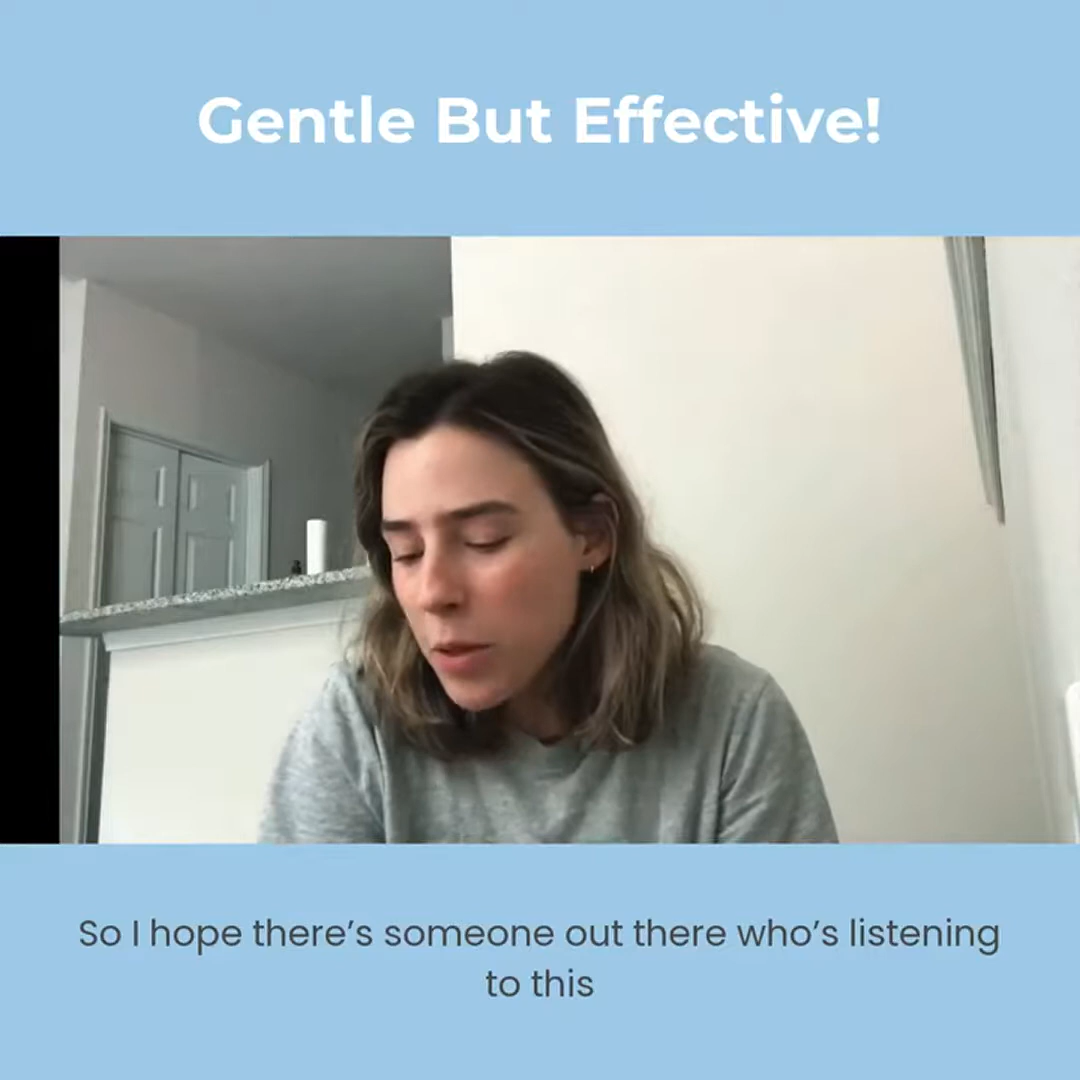 Gentle But Effective!
So I hope there’s someone out there who’s listening
to this